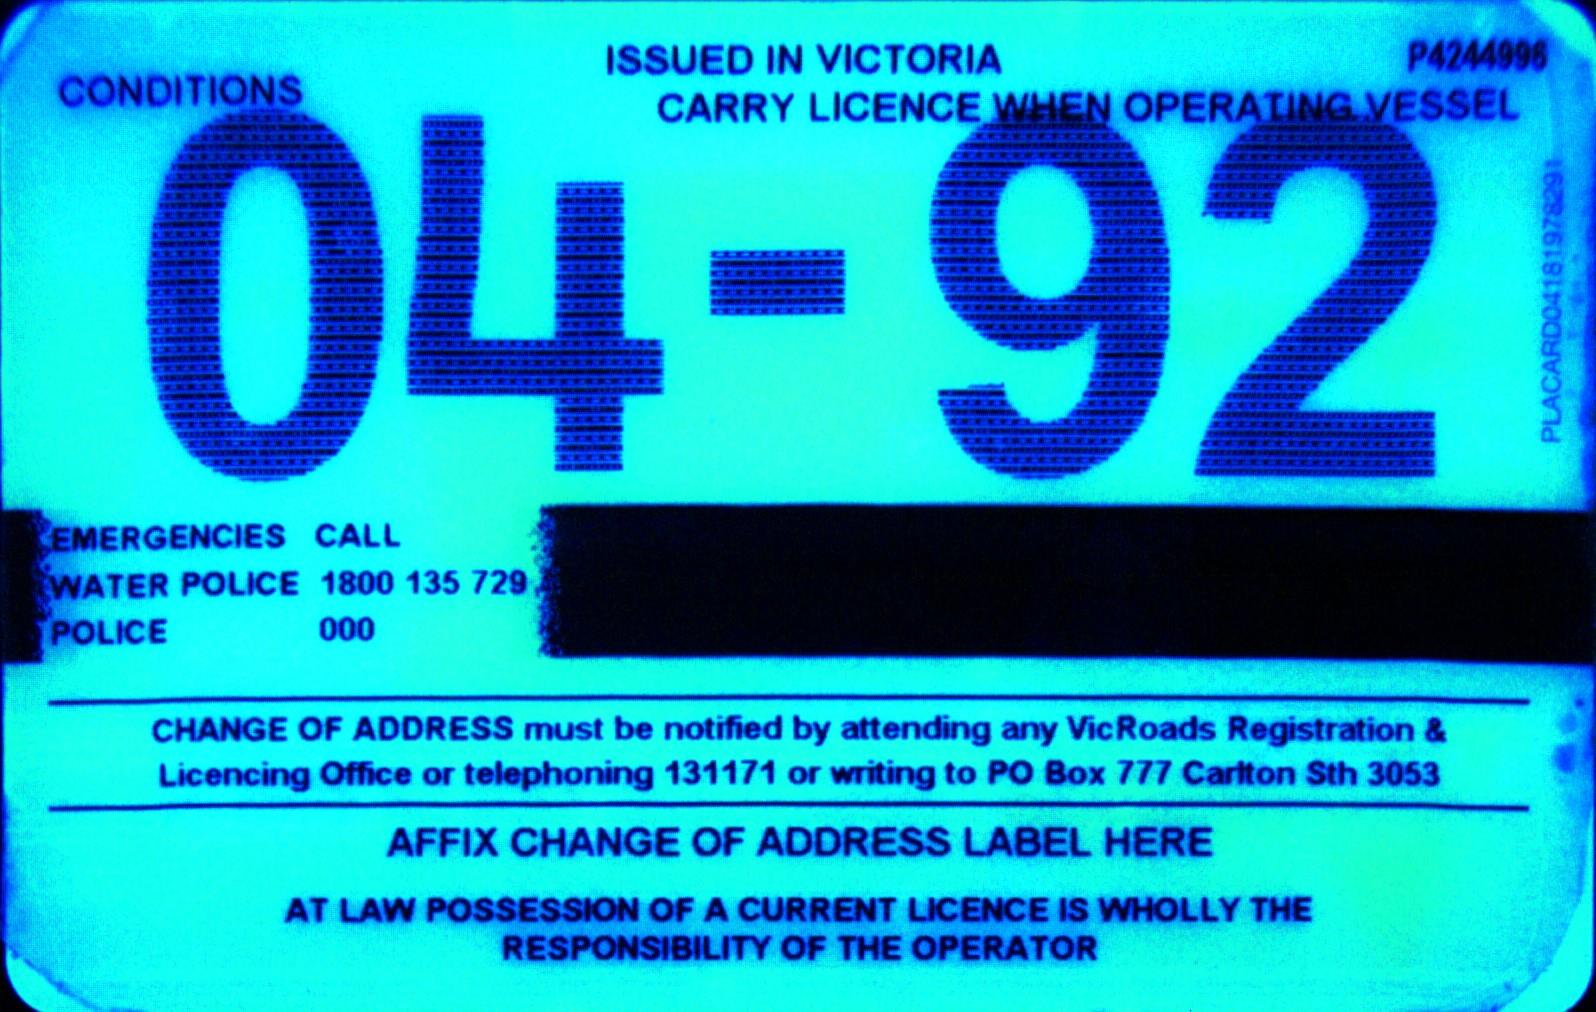 ISSUED IN VICTORIA
P4244996
CONDITIONS
CARRY LICENCE WHEN OPERATING VESSEL
04-92
PLACARD0418197829
EMERGENCIES CALL
WATER POLICE 1800 135 729
POLICE 000
CHANGE OF ADDRESS must be notified by attending any VicRoads Registration &
Licencing Office or telephoning 131171 or writing to PO Box 777 Carlton Sth 3053
AFFIX CHANGE OF ADDRESS LABEL HERE
AT LAW POSSESSION OF A CURRENT LICENCE IS WHOLLY THE
RESPONSIBILITY OF THE OPERATOR